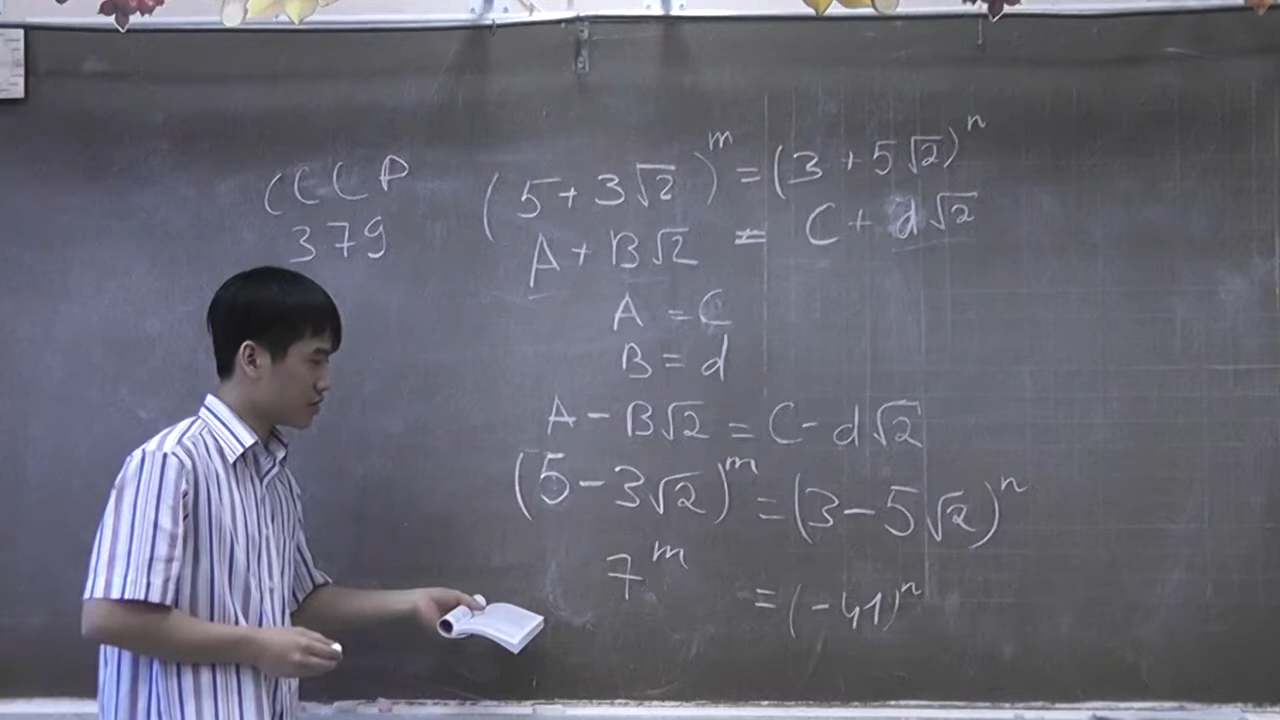 СССР
379
(5+3√2)^m = (3+5√2)^n
A+B√2 = C+d√2
A = C
B = d
A-B√2 = C-d√2
(5-3√2)^m = (3-5√2)^n
7^m = (-41)^n